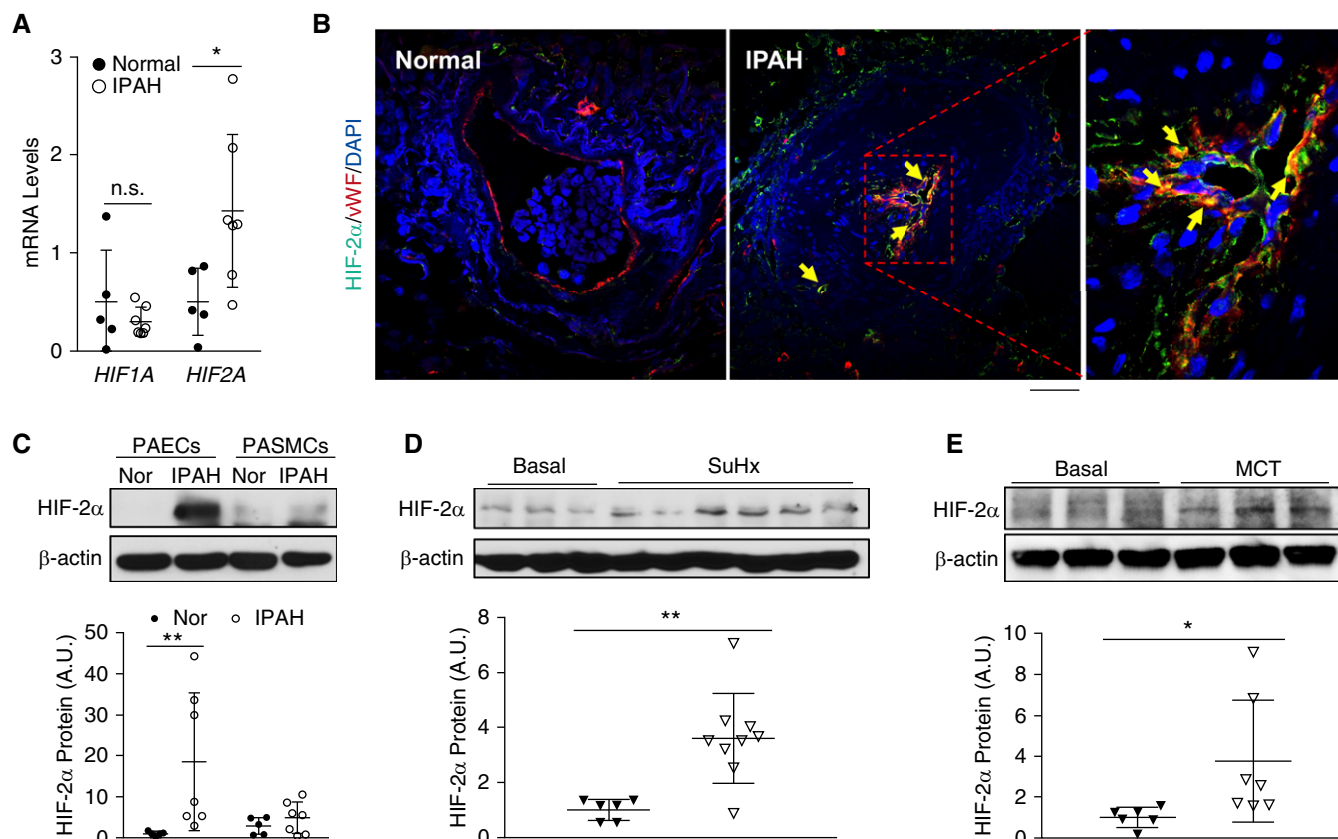 A
3
2
1
0
mRNA Levels
● Normal
○ IPAH
n.s.
*
HIF1A HIF2A
B
HIF-2α/vWF/DAPI
Normal
IPAH
C
PAECs PASMCs
Nor IPAH Nor IPAH
HIF-2α
β-actin
● Nor ○ IPAH
HIF-2α Protein (A.U.)
50
40
30
20
10
0
**
D
Basal SuHx
HIF-2α
β-actin
HIF-2α Protein (A.U.)
8
6
4
2
0
**
E
Basal MCT
HIF-2α
β-actin
HIF-2α Protein (A.U.)
10
8
6
4
2
0
*